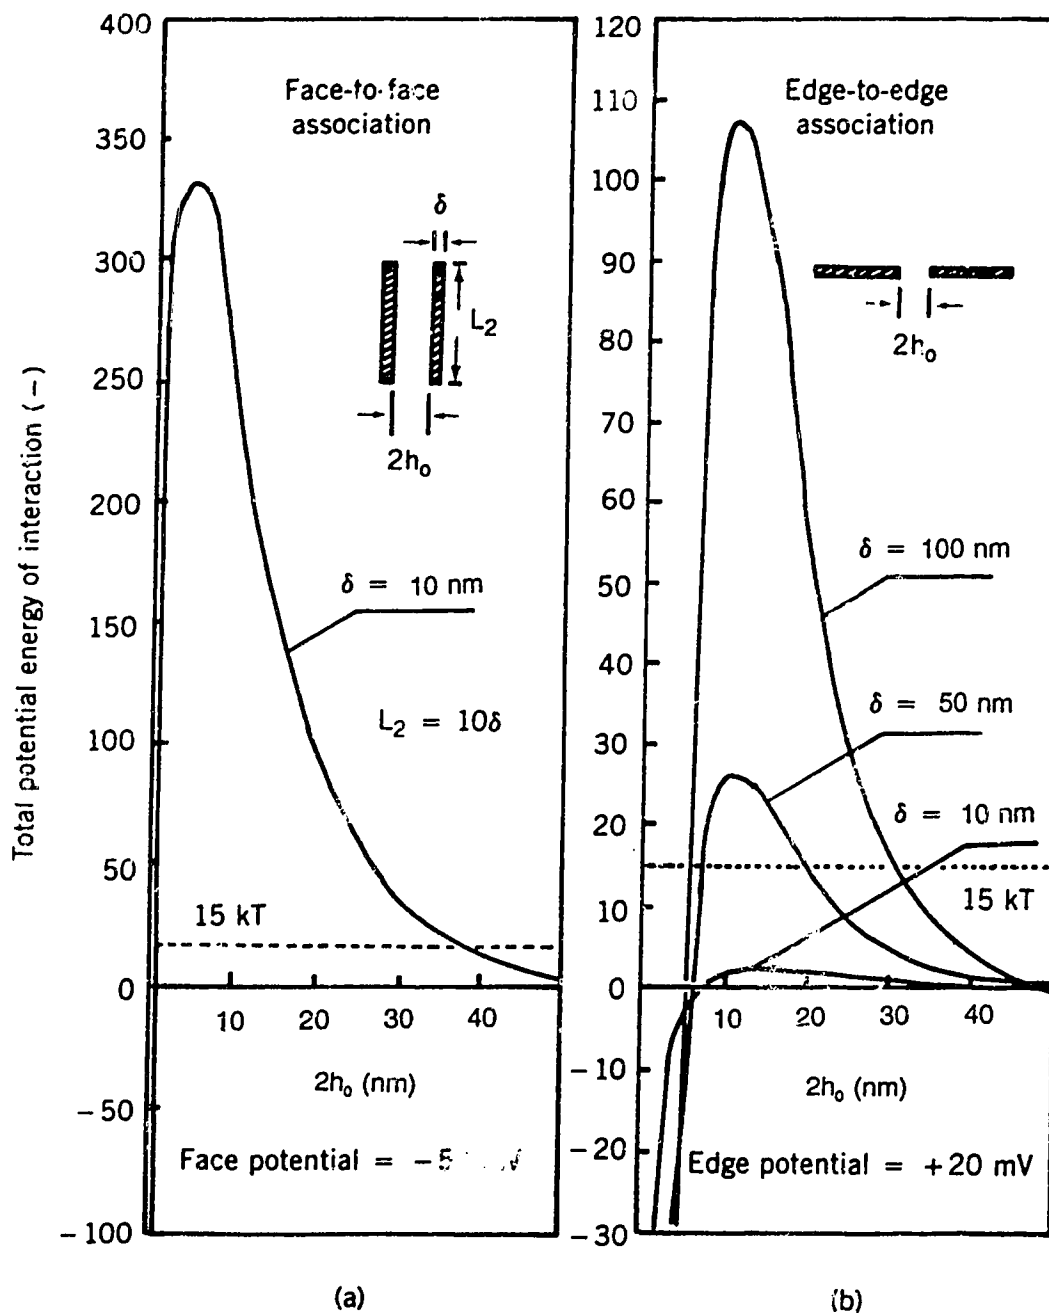 Total potential energy of interaction (−)
400
350
300
250
200
150
100
50
0
−50
−100
Face-to-face
association
δ
L₂
2hₒ
δ = 10 nm
L₂ = 10δ
15 kT
10
20
30
40
2hₒ (nm)
Face potential =
(a)
120
110
100
90
80
70
60
50
40
30
20
10
0
−10
−20
−30
Edge-to-edge
association
2hₒ
δ = 100 nm
δ = 50 nm
δ = 10 nm
15 kT
10
20
30
40
2hₒ (nm)
Edge potential = +20 mV
(b)